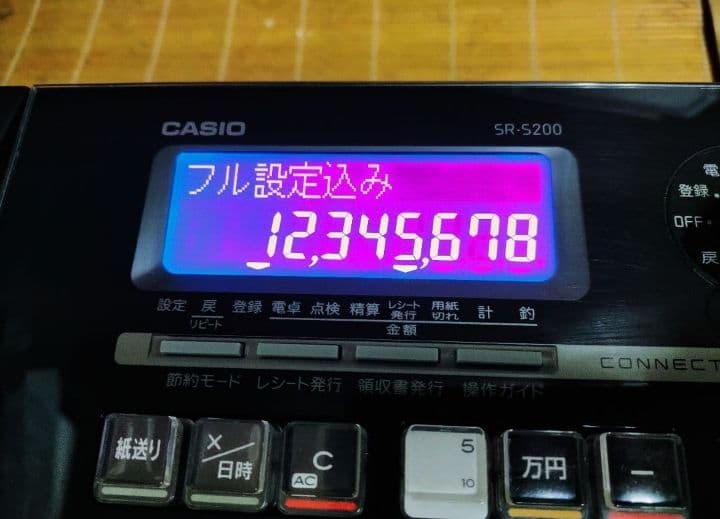 CASIO SR-S200
フル設定込み
12,345,678
電
登録
OFF
戻
設定 戻 登録 電卓 点検 精算 レシート発行 用紙切れ 計 釣
リピート 金額
CONNECT
節約モード レシート発行 領収書発行 操作ガイド
紙送り ×/日時 C AC 5 10 万円 −